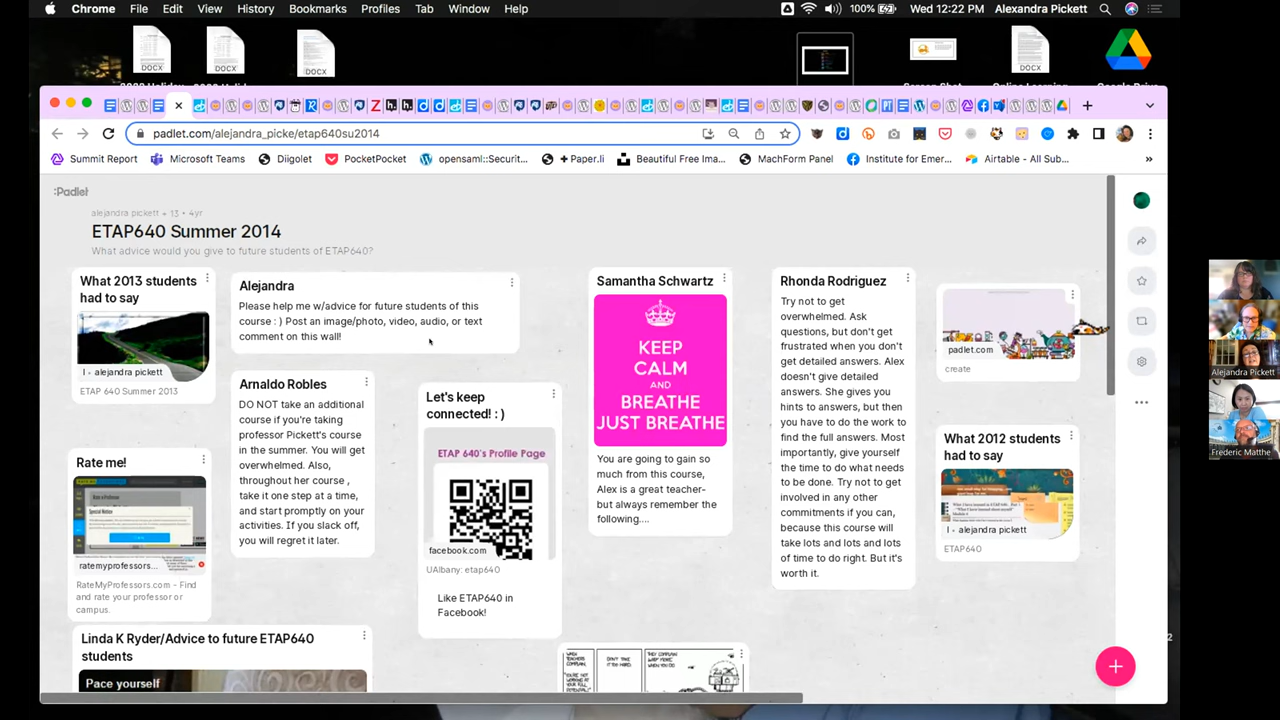 Chrome File Edit View History Bookmarks Profiles Tab Window Help 100% Wed 12:22 PM Alexandra Pickett
DOCX DOCX DOCX DOCX
padlet.com/alejandra_picke/etap640su2014
Summit Report Microsoft Teams Diigolet PocketPocket opensaml::Securit... + Paper.li Beautiful Free Ima... MachForm Panel Institute for Emer... Airtable - All Sub... »
:Padlet
alejandra pickett + 13 • 4yr
ETAP640 Summer 2014
What advice would you give to future students of ETAP640?
What 2013 students
had to say
alejandra pickett
ETAP 640 Summer 2013
Rate me!
ratemyprofessors...
RateMyProfessors.com - Find
and rate your professor or
campus.
Linda K Ryder/Advice to future ETAP640
students
Pace yourself
Alejandra
Please help me w/advice for future students of this
course : ) Post an image/photo, video, audio, or text
comment on this wall!
Arnaldo Robles
DO NOT take an additional
course if you're taking
professor Pickett's course
in the summer. You will get
overwhelmed. Also,
throughout her course ,
take it one step at a time,
and start promptly on your
activities. If you slack off,
you will regret it later.
Let's keep
connected! : )
ETAP 640's Profile Page
facebook.com
UAlbany: etap640
Like ETAP640 in
Facebook!
Samantha Schwartz
KEEP
CALM
AND
BREATHE
JUST BREATHE
You are going to gain so
much from this course,
Alex is a great teacher-
but always remember the
following....
WHEN
TEACHERS
COMPLAIN,
DON'T TAKE
IT TOO HARD.
THEY COMPLAIN
WHEN YOU DO
Rhonda Rodriguez
Try not to get
overwhelmed. Ask
questions, but don't get
frustrated when you don't
get detailed answers. Alex
doesn't give detailed
answers. She gives you
hints to answers, but then
you have to do the work to
find the full answers. Most
importantly, give yourself
the time to do what needs
to be done. Try not to get
involved in any other
commitments if you can,
because this course will
take lots and lots and lots
of time to do right. But it's
worth it.
padlet.com
create
What 2012 students
had to say
alejandra pickett
ETAP640
Alejandra Pickett
Frederic Matthe